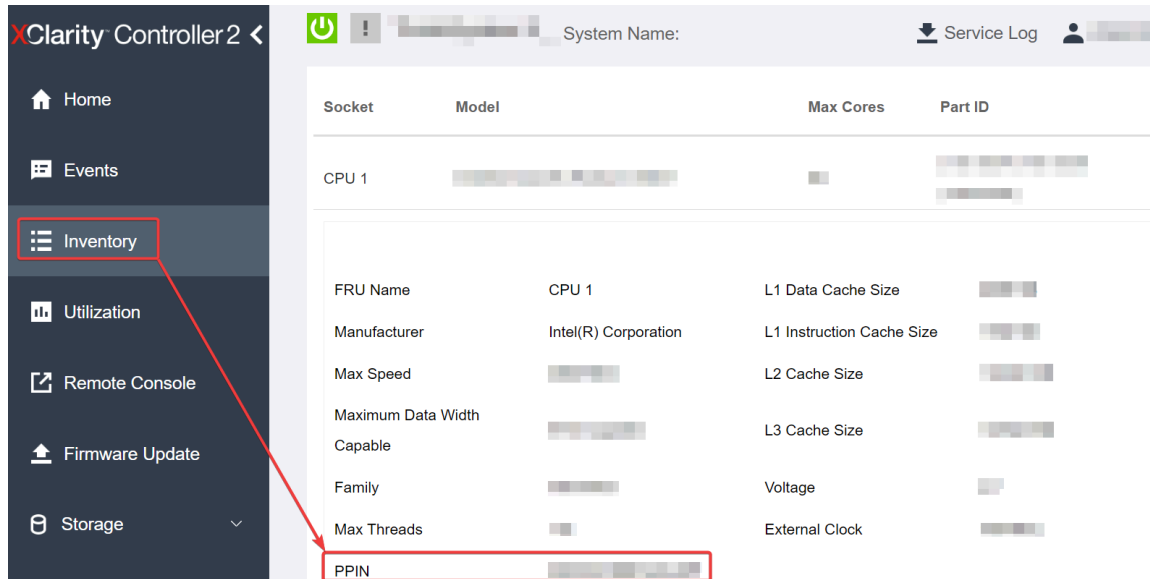 XClarity Controller 2
System Name:
Service Log
Home
Events
Inventory
Utilization
Remote Console
Firmware Update
Storage
Socket Model Max Cores Part ID
CPU 1
FRU Name CPU 1 L1 Data Cache Size
Manufacturer Intel(R) Corporation L1 Instruction Cache Size
Max Speed L2 Cache Size
Maximum Data Width
Capable
L3 Cache Size
Family Voltage
Max Threads External Clock
PPIN